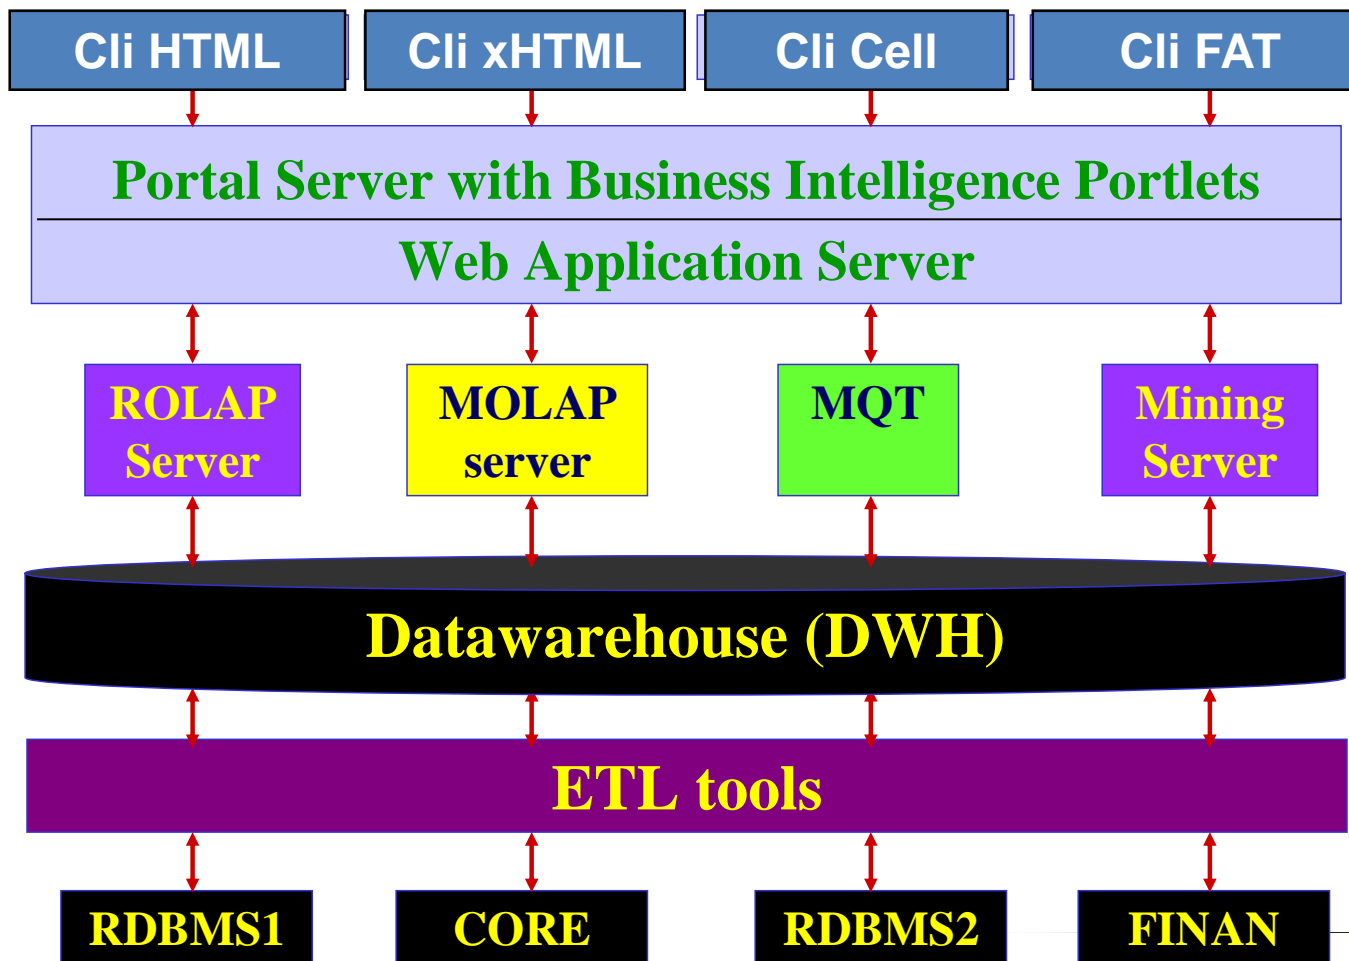 Cli HTML
Cli xHTML
Cli Cell
Cli FAT
Portal Server with Business Intelligence Portlets
Web Application Server
ROLAP
Server
MOLAP
server
MQT
Mining
Server
Datawarehouse (DWH)
ETL tools
RDBMS1
CORE
RDBMS2
FINAN